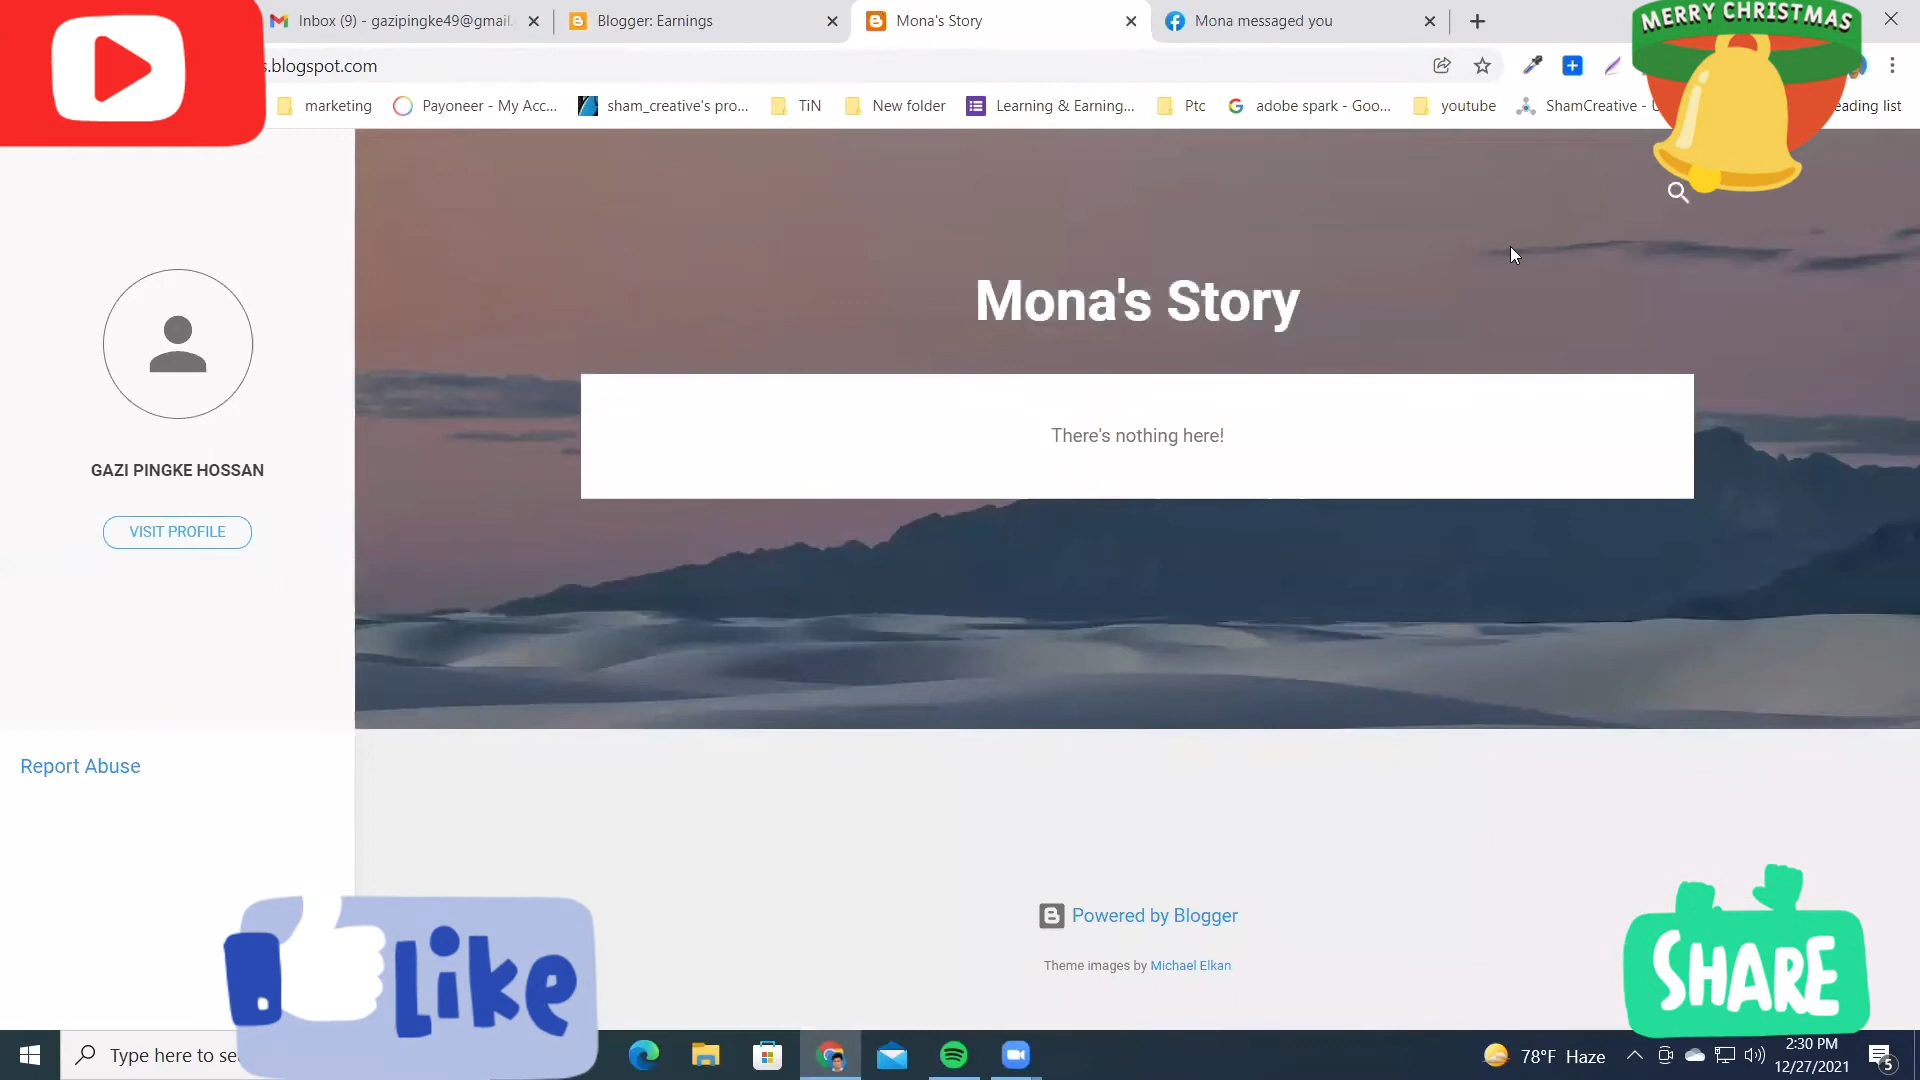 Inbox (9) - gazipingke49@gmail.
Blogger: Earnings
Mona's Story
Mona messaged you
MERRY CHRISTMAS
s.blogspot.com
marketing
Payoneer - My Acc...
sham_creative's pro...
TiN
New folder
Learning & Earning...
Ptc
adobe spark - Goo...
youtube
ShamCreative - U
eading list
Mona's Story
There's nothing here!
GAZI PINGKE HOSSAN
VISIT PROFILE
Report Abuse
Powered by Blogger
Theme images by Michael Elkan
Like
SHARE
Type here to se
78°F Haze
2:30 PM
12/27/2021
5